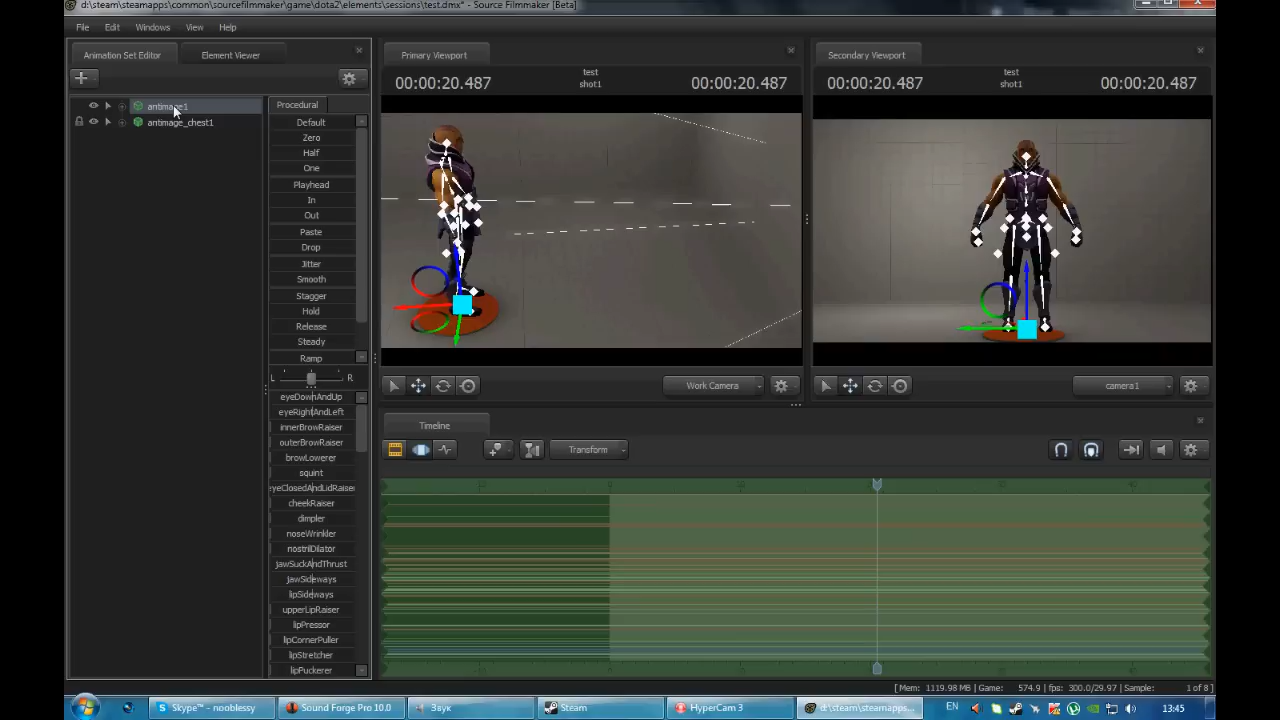 d:\steam\steamapps\common\sourcefilmmaker\game\dota2\elements\sessions\test.dmx* - Source Filmmaker [Beta]
File Edit Windows View Help
Animation Set Editor Element Viewer
antimage1
antimage_chest1
Procedural
Default
Zero
Half
One
Playhead
In
Out
Paste
Drop
Jitter
Smooth
Stagger
Hold
Release
Steady
Ramp
L R
eyeDownAndUp
eyeRightAndLeft
innerBrowRaiser
outerBrowRaiser
browLowerer
squint
eyeClosedAndLidRaiser
cheekRaiser
dimpler
noseWrinkler
nostrilDilator
jawSuckAndThrust
jawSideways
lipSideways
upperLipRaiser
lipPressor
lipCornerPuller
lipStretcher
lipPuckerer
Primary Viewport
00:00:20.487 test 00:00:20.487
shot1
Work Camera
Secondary Viewport
00:00:20.487 test 00:00:20.487
shot1
camera1
Timeline
Transform
[ Mem: 1119.98 MB | Game: 574.9 | fps: 300.0/29.97 | Sample: 1 of 8 ]
Skype™ - nooblessy
Sound Forge Pro 10.0
Звук
Steam
HyperCam 3
d:\steam\steamapps...
EN
13:45